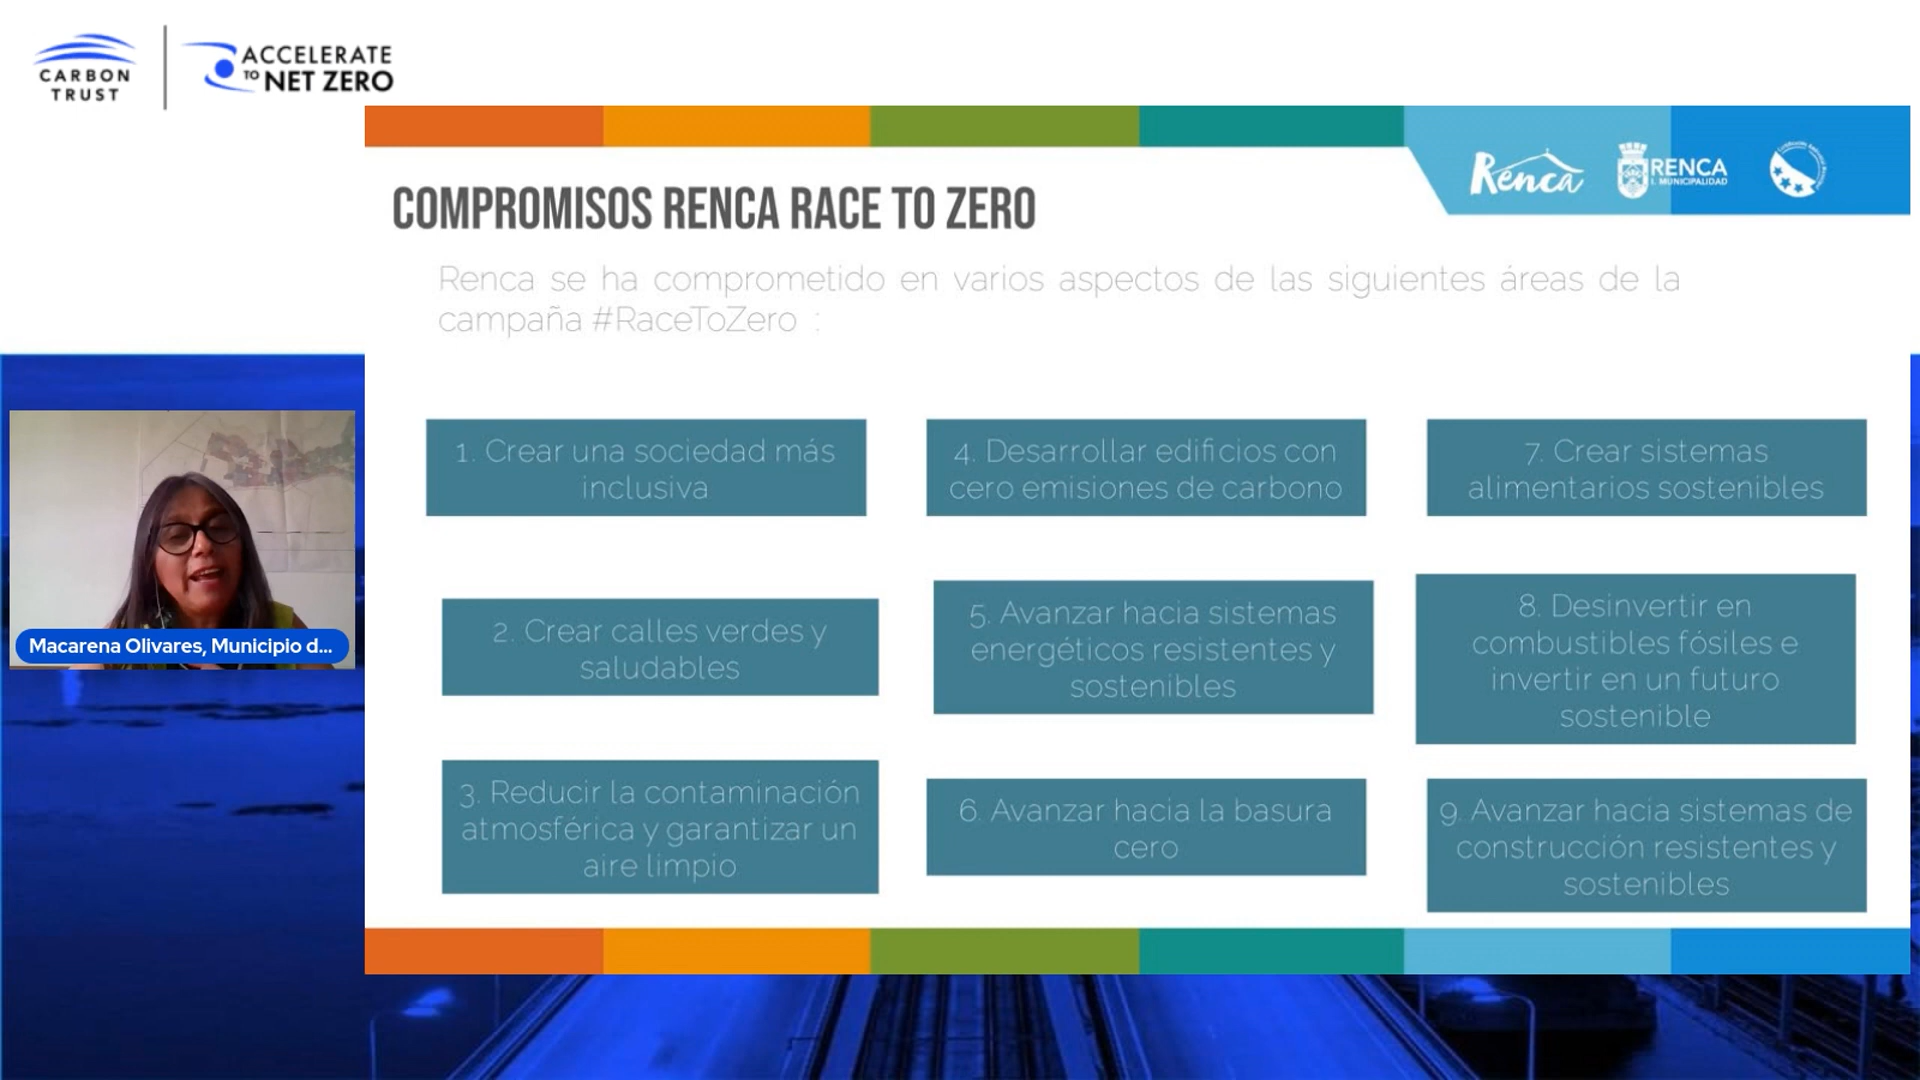 CARBON
TRUST
ACCELERATE
TO NET ZERO
Renca
RENCA
I. MUNICIPALIDAD
COMPROMISOS RENCA RACE TO ZERO
Renca se ha comprometido en varios aspectos de las siguientes áreas de la
campaña #RaceToZero :
1. Crear una sociedad más
inclusiva
2. Crear calles verdes y
saludables
3. Reducir la contaminación
atmosférica y garantizar un
aire limpio
4. Desarrollar edificios con
cero emisiones de carbono
5. Avanzar hacia sistemas
energéticos resistentes y
sostenibles
6. Avanzar hacia la basura
cero
7. Crear sistemas
alimentarios sostenibles
8. Desinvertir en
combustibles fósiles e
invertir en un futuro
sostenible
9. Avanzar hacia sistemas de
construcción resistentes y
sostenibles
Macarena Olivares, Municipio d...